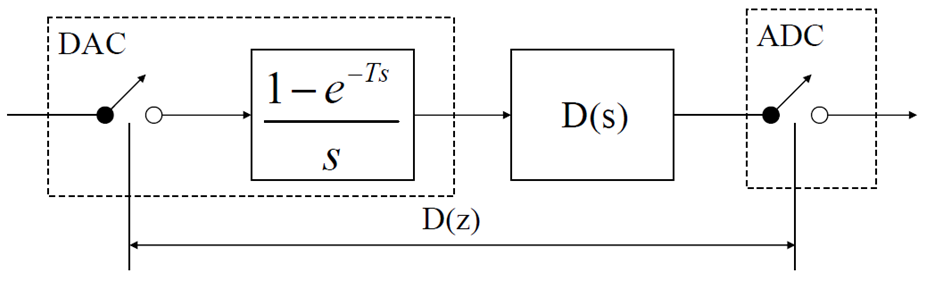 DAC
1 − e^{−Ts}
s
D(s)
ADC
D(z)